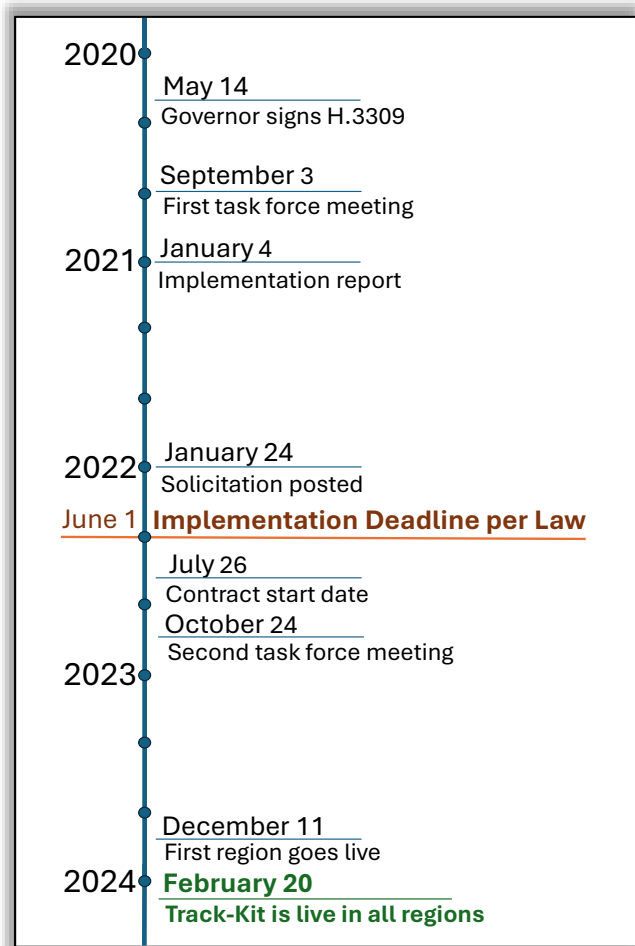 2020
May 14
Governor signs H.3309
September 3
First task force meeting
2021
January 4
Implementation report
2022
January 24
Solicitation posted
June 1 Implementation Deadline per Law
July 26
Contract start date
October 24
Second task force meeting
2023
December 11
First region goes live
2024 February 20
Track-Kit is live in all regions